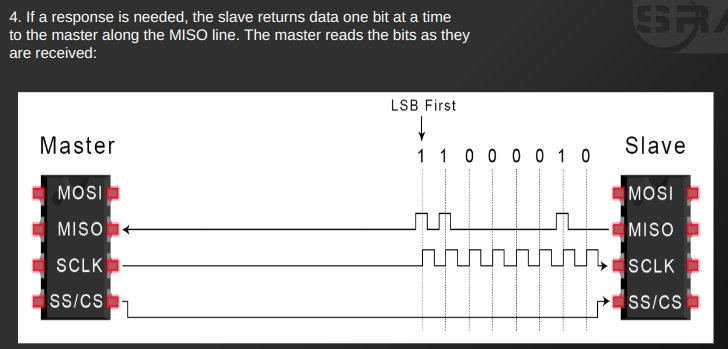 4. If a response is needed, the slave returns data one bit at a time
to the master along the MISO line. The master reads the bits as they
are received:
SRA
LSB First
Master
1 1 0 0 0 0 1 0
Slave
MOSI
MISO
SCLK
SS/CS
MOSI
MISO
SCLK
SS/CS